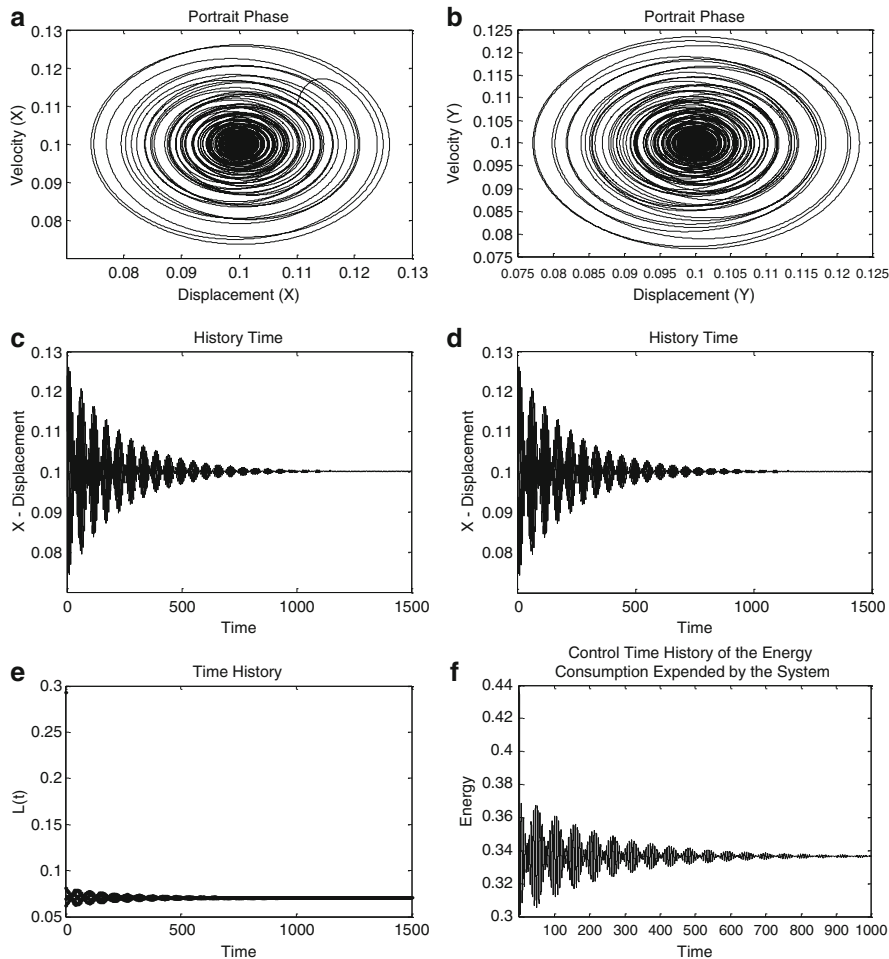 a
Portrait Phase
0.13
0.12
0.11
0.1
0.09
0.08
Velocity (X)
0.08 0.09 0.1 0.11 0.12 0.13
Displacement (X)
b
Portrait Phase
0.125
0.12
0.115
0.11
0.105
0.1
0.095
0.09
0.085
0.08
0.075
Velocity (Y)
0.075 0.08 0.085 0.09 0.095 0.1 0.105 0.11 0.115 0.12 0.125
Displacement (Y)
c
History Time
0.13
0.12
0.11
0.1
0.09
0.08
X - Displacement
0 500 1000 1500
Time
d
History Time
0.13
0.12
0.11
0.1
0.09
0.08
X - Displacement
0 500 1000 1500
Time
e
Time History
0.3
0.25
0.2
0.15
0.1
0.05
L(t)
0 500 1000 1500
Time
f
Control Time History of the Energy
Consumption Expended by the System
0.44
0.42
0.4
0.38
0.36
0.34
0.32
0.3
Energy
100 200 300 400 500 600 700 800 900 1000
Time